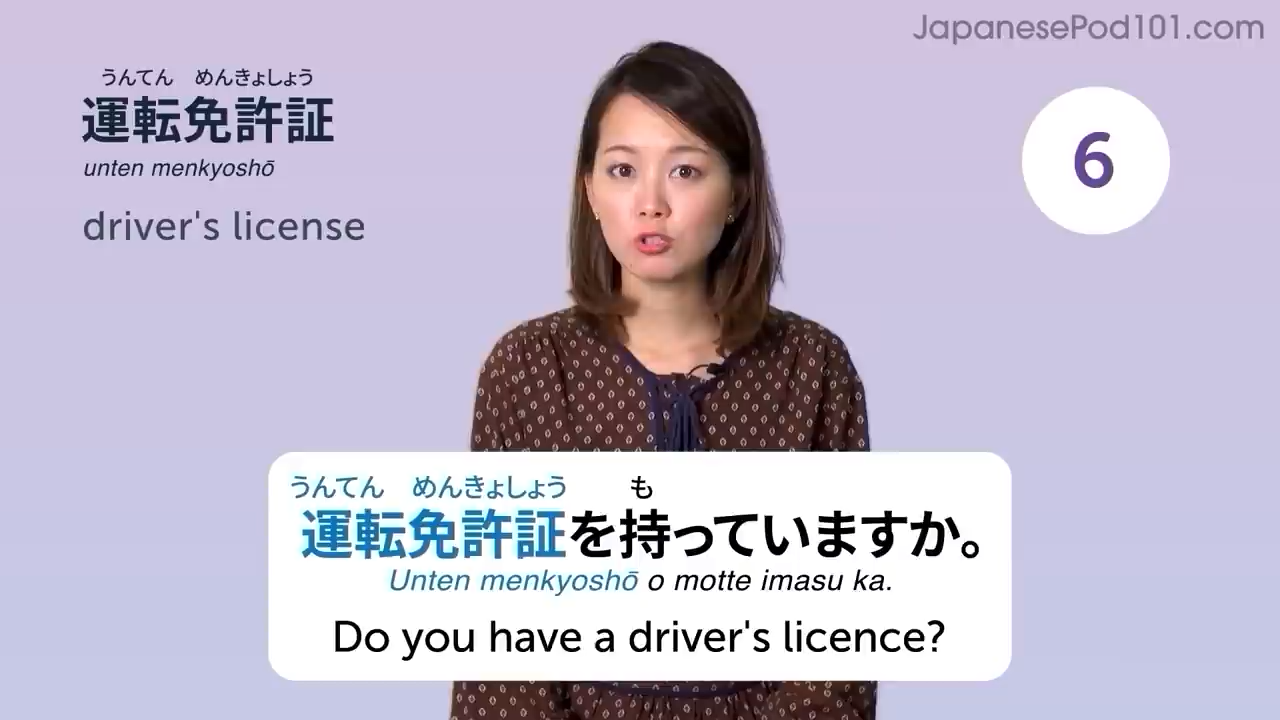 JapanesePod101.com
うんてん めんきょしょう
運転免許証
unten menkyoshō
driver's license
6
うんてん めんきょしょう も
運転免許証を持っていますか。
Unten menkyoshō o motte imasu ka.
Do you have a driver's licence?